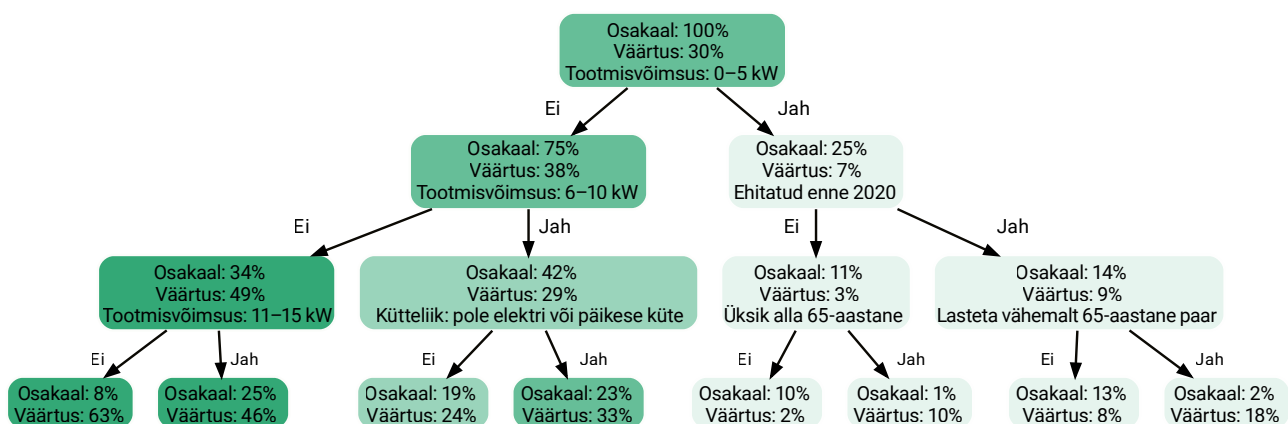 Osakaal: 100%
Väärtus: 30%
Tootmisvõimsus: 0–5 kW
Ei
Jah
Osakaal: 75%
Väärtus: 38%
Tootmisvõimsus: 6–10 kW
Osakaal: 25%
Väärtus: 7%
Ehitatud enne 2020
Ei
Jah
Ei
Jah
Osakaal: 34%
Väärtus: 49%
Tootmisvõimsus: 11–15 kW
Osakaal: 42%
Väärtus: 29%
Kütteliik: pole elektri või päikese küte
Osakaal: 11%
Väärtus: 3%
Üksik alla 65-aastane
Osakaal: 14%
Väärtus: 9%
Lasteta vähemalt 65-aastane paar
Ei
Jah
Ei
Jah
Ei
Jah
Ei
Jah
Osakaal: 8%
Väärtus: 63%
Osakaal: 25%
Väärtus: 46%
Osakaal: 19%
Väärtus: 24%
Osakaal: 23%
Väärtus: 33%
Osakaal: 10%
Väärtus: 2%
Osakaal: 1%
Väärtus: 10%
Osakaal: 13%
Väärtus: 8%
Osakaal: 2%
Väärtus: 18%